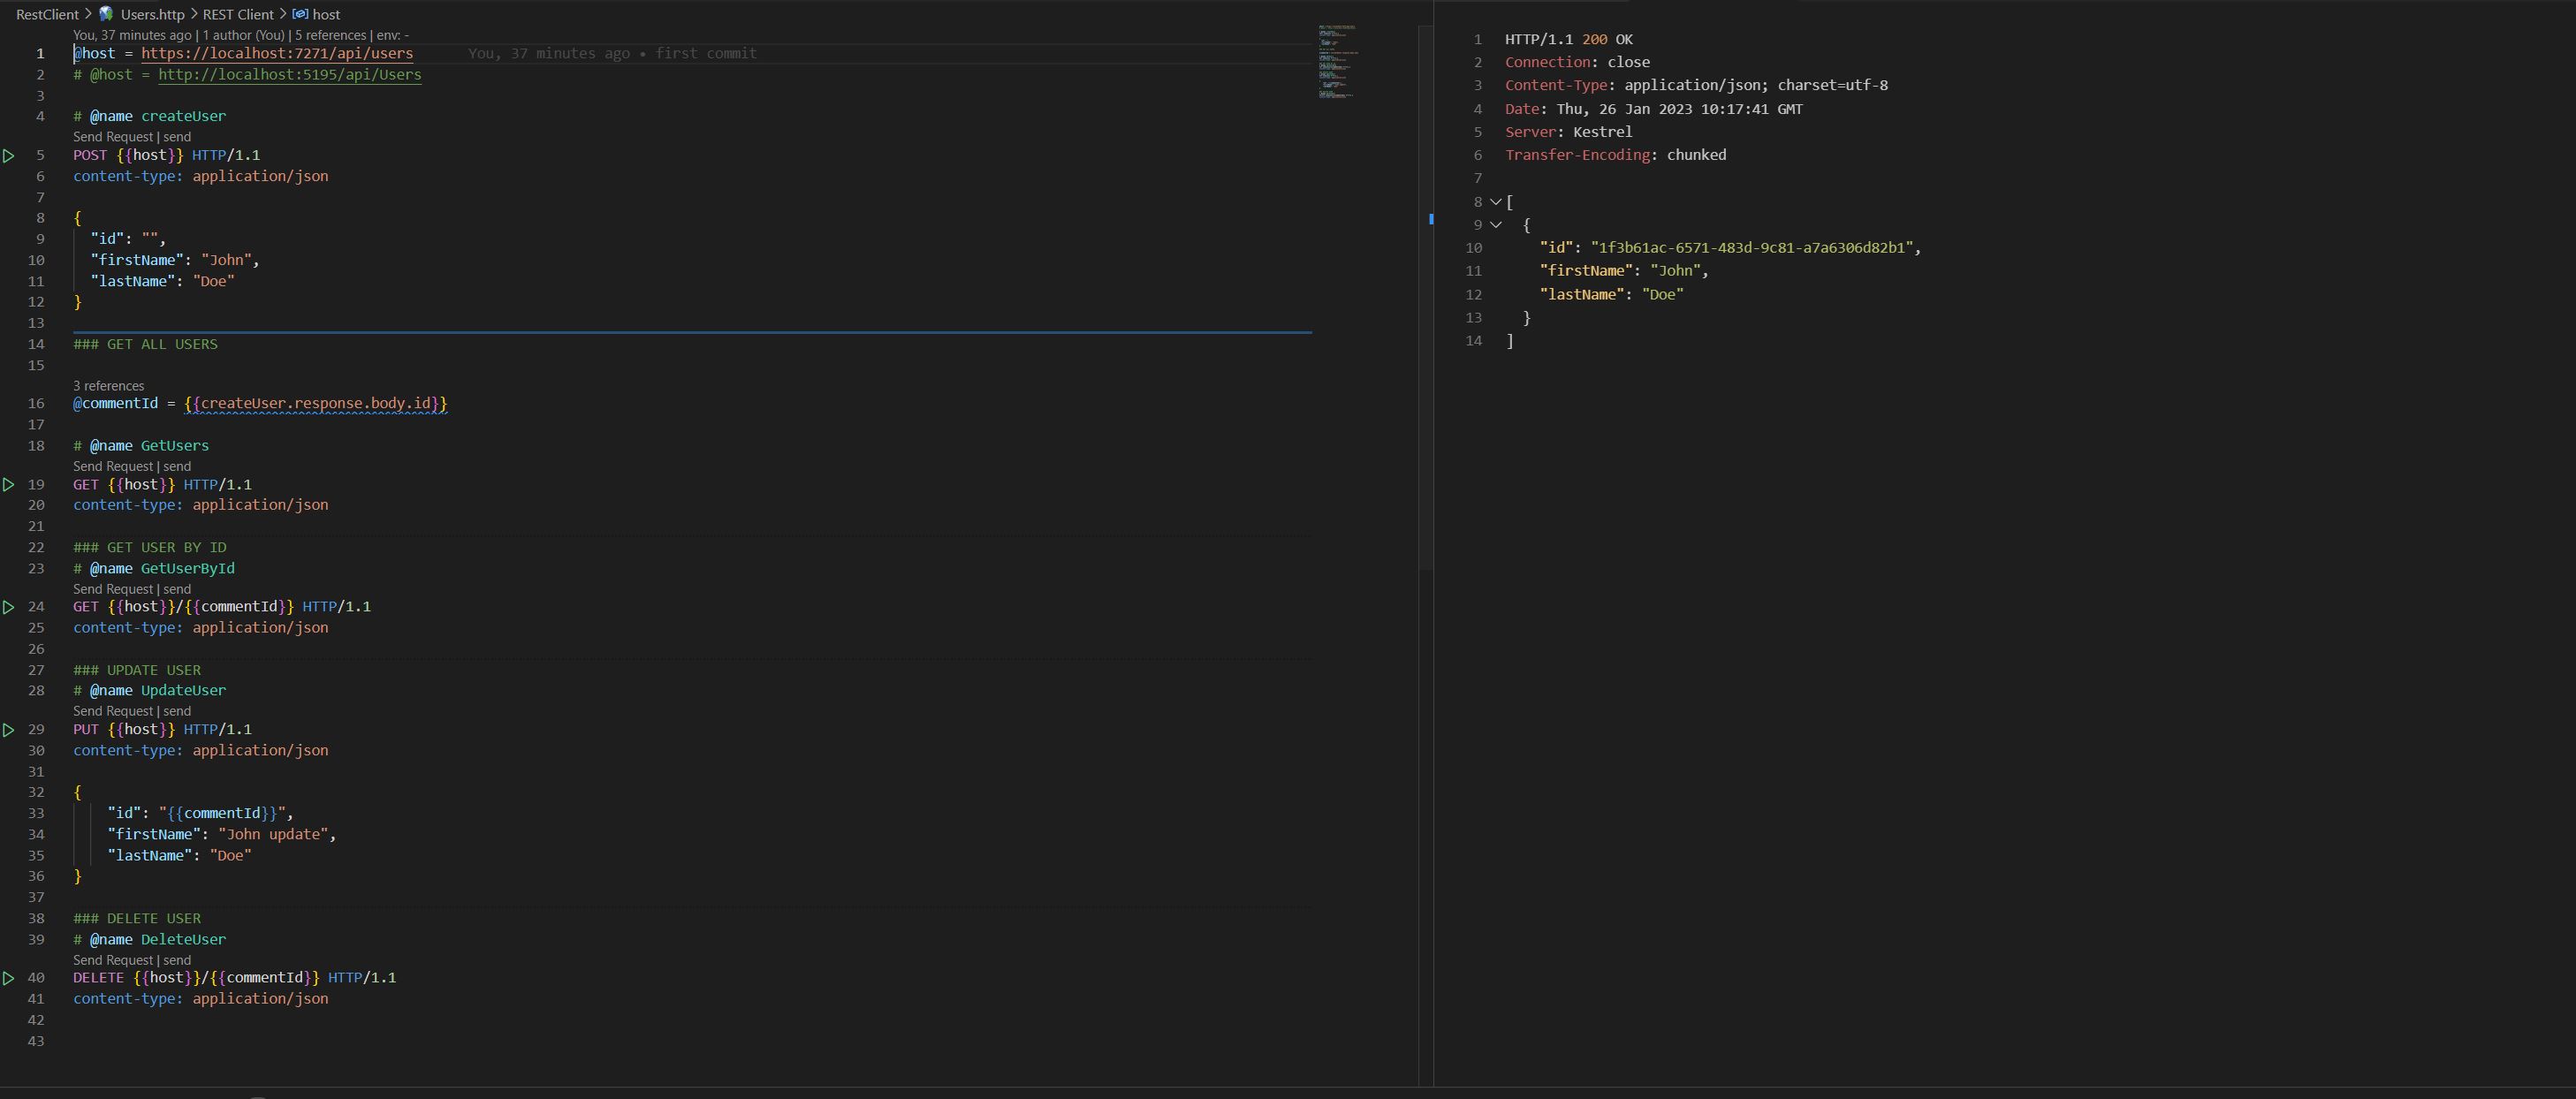 RestClient > Users.http > REST Client > host
You, 37 minutes ago | 1 author (You) | 5 references | env: -
1 @host = https://localhost:7271/api/users You, 37 minutes ago • first commit
2 # @host = http://localhost:5195/api/Users
3
4 # @name createUser
Send Request | send
5 POST {{host}} HTTP/1.1
6 content-type: application/json
7
8 {
9 "id": "",
10 "firstName": "John",
11 "lastName": "Doe"
12 }
13
14 ### GET ALL USERS
15
3 references
16 @commentId = {{createUser.response.body.id}}
17
18 # @name GetUsers
Send Request | send
19 GET {{host}} HTTP/1.1
20 content-type: application/json
21
22 ### GET USER BY ID
23 # @name GetUserById
Send Request | send
24 GET {{host}}/{{commentId}} HTTP/1.1
25 content-type: application/json
26
27 ### UPDATE USER
28 # @name UpdateUser
Send Request | send
29 PUT {{host}} HTTP/1.1
30 content-type: application/json
31
32 {
33 "id": "{{commentId}}",
34 "firstName": "John update",
35 "lastName": "Doe"
36 }
37
38 ### DELETE USER
39 # @name DeleteUser
Send Request | send
40 DELETE {{host}}/{{commentId}} HTTP/1.1
41 content-type: application/json
42
43
1 HTTP/1.1 200 OK
2 Connection: close
3 Content-Type: application/json; charset=utf-8
4 Date: Thu, 26 Jan 2023 10:17:41 GMT
5 Server: Kestrel
6 Transfer-Encoding: chunked
7
8 [
9 {
10 "id": "1f3b61ac-6571-483d-9c81-a7a6306d82b1",
11 "firstName": "John",
12 "lastName": "Doe"
13 }
14 ]